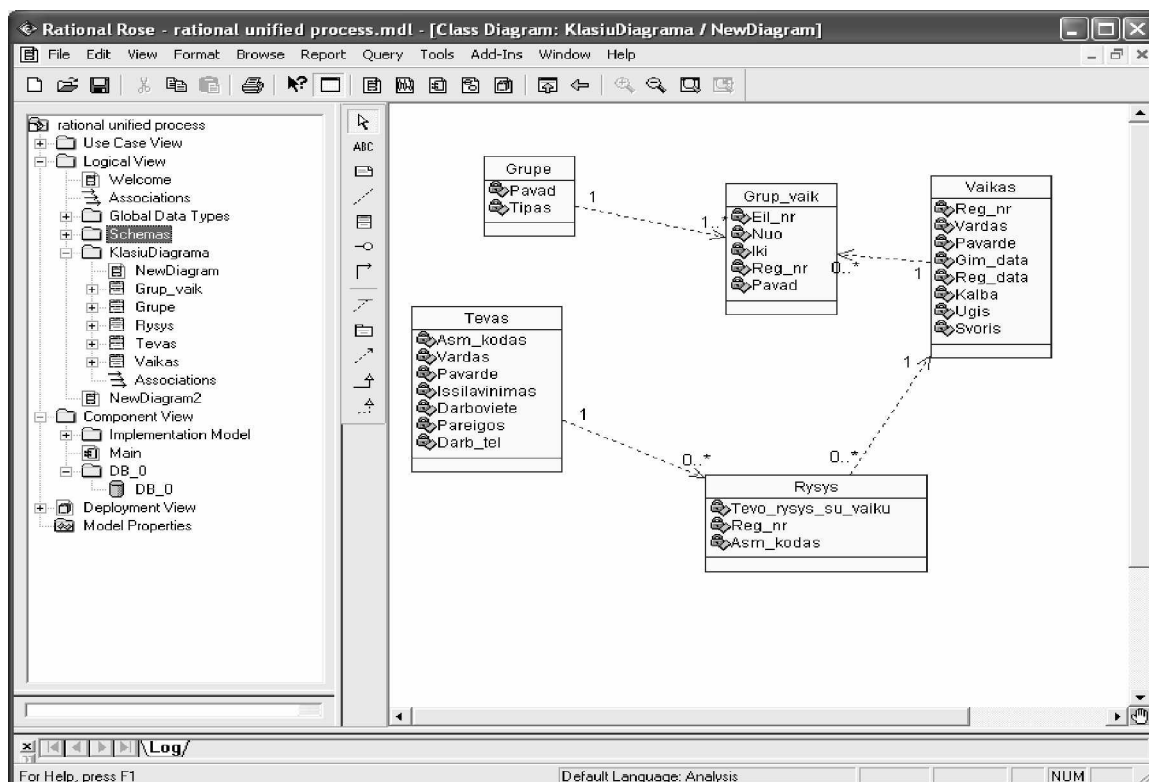 Rational Rose - rational unified process.mdl - [Class Diagram: KlasiuDiagrama / NewDiagram]
File Edit View Format Browse Report Query Tools Add-Ins Window Help
rational unified process
Use Case View
Logical View
Welcome
Associations
Global Data Types
Schemas
KlasiuDiagrama
NewDiagram
Grup_vaik
Grupe
Rysys
Tevas
Vaikas
Associations
NewDiagram2
Component View
Implementation Model
Main
DB_0
DB_0
Deployment View
Model Properties
ABC
Grupe
Pavad
Tipas
1
1..*
Grup_vaik
Eil_nr
Nuo
Iki
Reg_nr
Pavad
0..*
1
Vaikas
Reg_nr
Vardas
Pavarde
Gim_data
Reg_data
Kalba
Ugis
Svoris
1
0..*
Tevas
Asm_kodas
Vardas
Pavarde
Issilavinimas
Darboviete
Pareigos
Darb_tel
1
0..*
Rysys
Tevo_rysys_su_vaiku
Reg_nr
Asm_kodas
Log
For Help, press F1
Default Language: Analysis
NUM